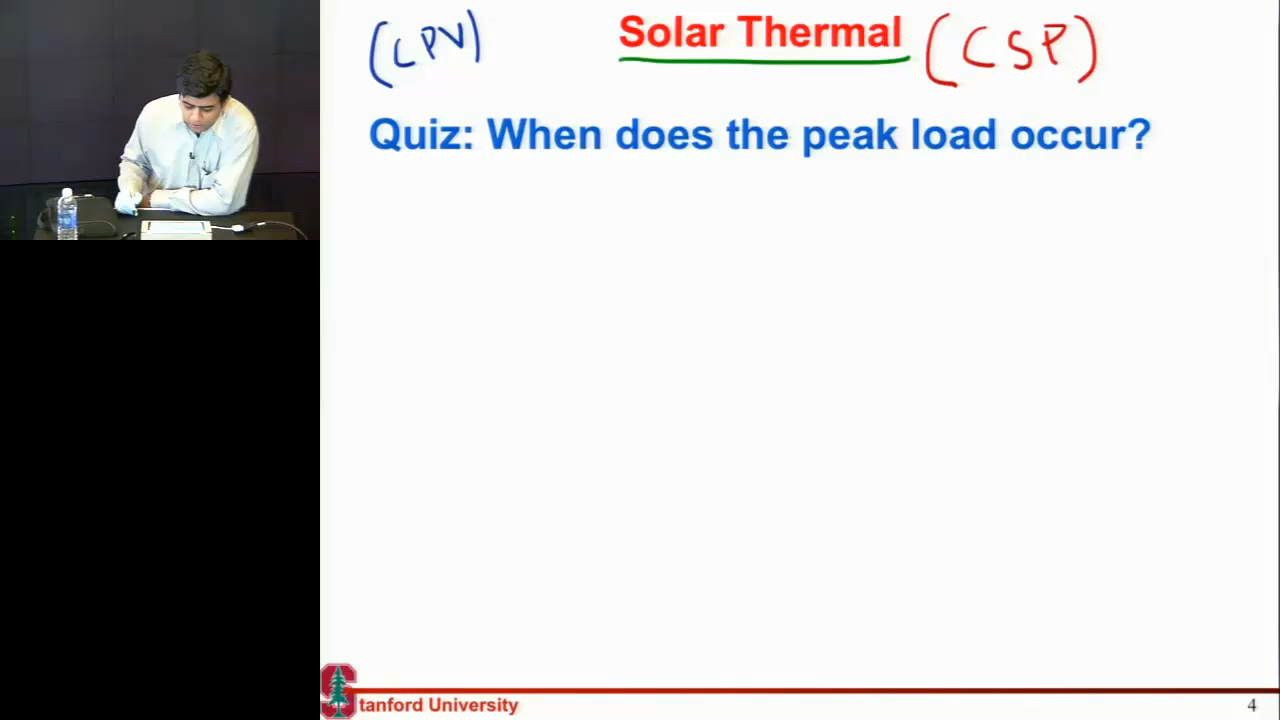 (CPV) Solar Thermal (CSP)
Quiz: When does the peak load occur?
Stanford University 4